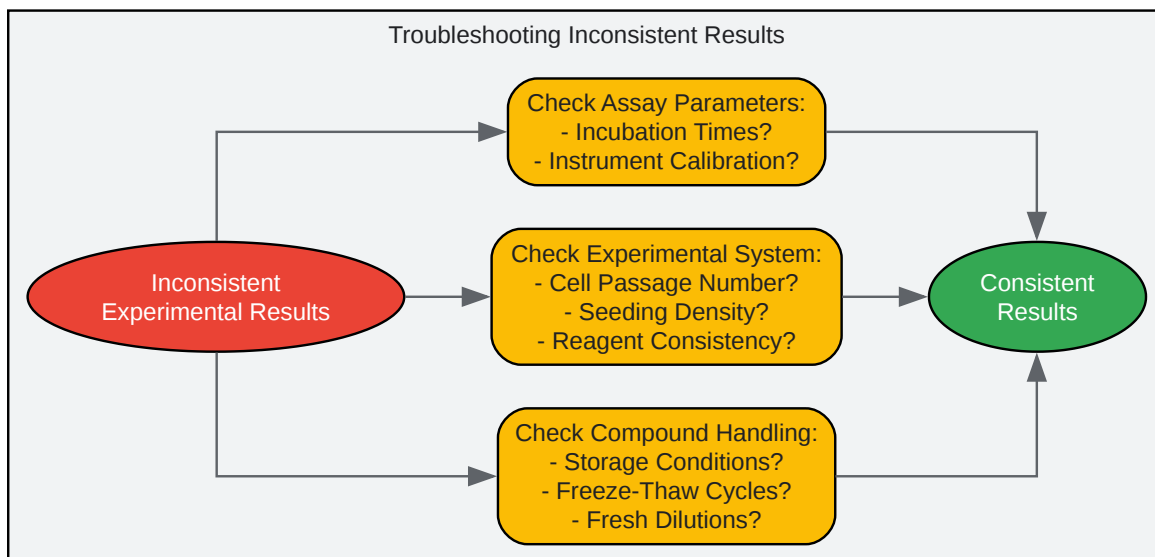 Troubleshooting Inconsistent Results
Check Assay Parameters:
- Incubation Times?
- Instrument Calibration?
Inconsistent
Experimental Results
Check Experimental System:
- Cell Passage Number?
- Seeding Density?
- Reagent Consistency?
Consistent
Results
Check Compound Handling:
- Storage Conditions?
- Freeze-Thaw Cycles?
- Fresh Dilutions?